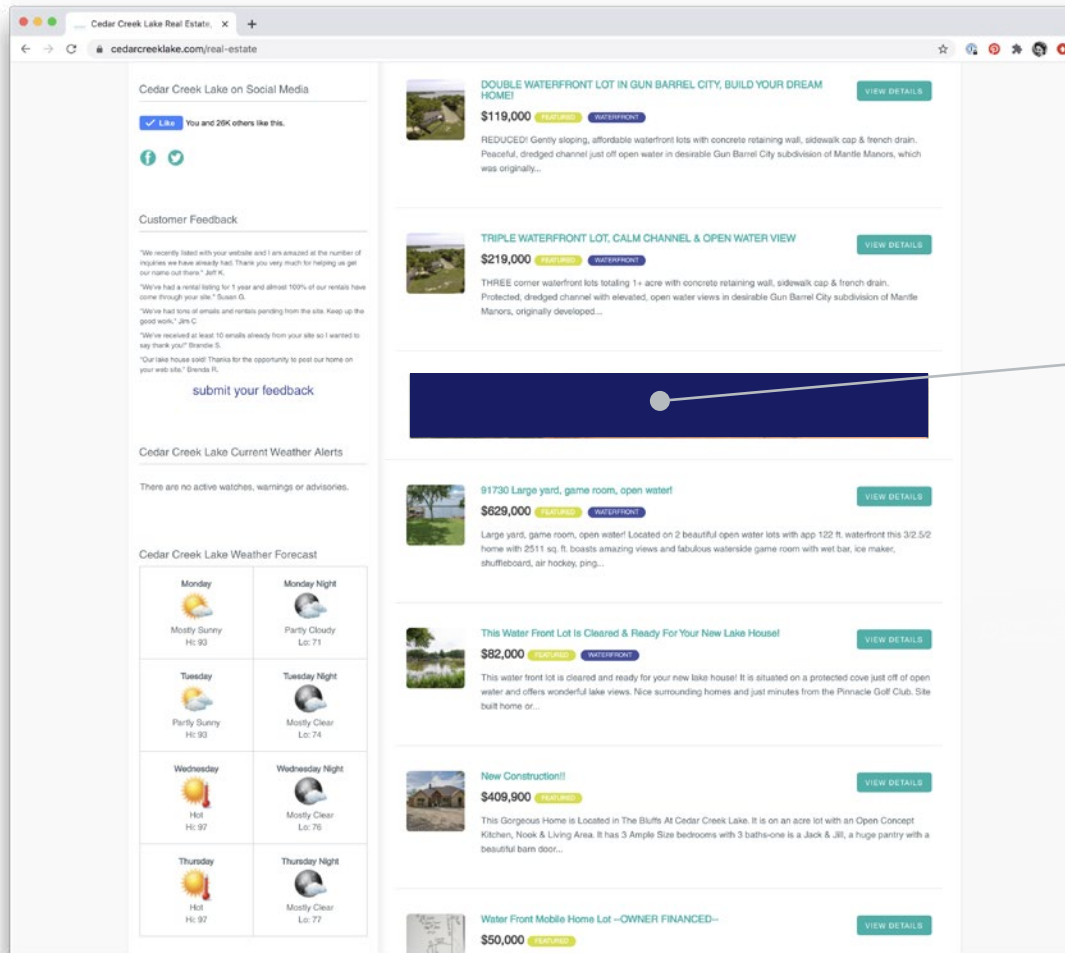 Cedar Creek Lake Real Estate,
cedarcreeklake.com/real-estate
Cedar Creek Lake on Social Media
Like You and 26K others like this.
Customer Feedback
"We recently listed with your website and I am amazed at the number of
inquiries we have already had. Thank you very much for helping us get
our name out there." Jeff K.
"We've had a rental listing for 1 year and almost 100% of our rentals have
come through your site." Susan G.
"We've had tons of emails and rentals pending from the site. Keep up the
good work." Jim C
"We've received at least 10 emails already from your site so I wanted to
say thank you!" Brandie S.
"Our lake house sold! Thanks for the opportunity to post our home on
your web site." Brenda R.
submit your feedback
Cedar Creek Lake Current Weather Alerts
There are no active watches, warnings or advisories.
Cedar Creek Lake Weather Forecast
Monday
Mostly Sunny
Hi: 93
Monday Night
Partly Cloudy
Lo: 71
Tuesday
Partly Sunny
Hi: 93
Tuesday Night
Mostly Clear
Lo: 74
Wednesday
Hot
Hi: 97
Wednesday Night
Mostly Clear
Lo: 76
Thursday
Hot
Hi: 97
Thursday Night
Mostly Clear
Lo: 77
DOUBLE WATERFRONT LOT IN GUN BARREL CITY, BUILD YOUR DREAM
HOME!
VIEW DETAILS
$119,000 FEATURED WATERFRONT
REDUCED! Gently sloping, affordable waterfront lots with concrete retaining wall, sidewalk cap & french drain.
Peaceful, dredged channel just off open water in desirable Gun Barrel City subdivision of Mantle Manors, which
was originally...
TRIPLE WATERFRONT LOT, CALM CHANNEL & OPEN WATER VIEW
VIEW DETAILS
$219,000 FEATURED WATERFRONT
THREE corner waterfront lots totaling 1+ acre with concrete retaining wall, sidewalk cap & french drain.
Protected, dredged channel with elevated, open water views in desirable Gun Barrel City subdivision of Mantle
Manors, originally developed...
91730 Large yard, game room, open water!
VIEW DETAILS
$629,000 FEATURED WATERFRONT
Large yard, game room, open water! Located on 2 beautiful open water lots with app 122 ft. waterfront this 3/2.5/2
home with 2511 sq. ft. boasts amazing views and fabulous waterside game room with wet bar, ice maker,
shuffleboard, air hockey, ping...
This Water Front Lot Is Cleared & Ready For Your New Lake House!
VIEW DETAILS
$82,000 FEATURED WATERFRONT
This water front lot is cleared and ready for your new lake house! It is situated on a protected cove just off of open
water and offers wonderful lake views. Nice surrounding homes and just minutes from the Pinnacle Golf Club. Site
built home or...
New Construction!!
VIEW DETAILS
$409,900 FEATURED
This Gorgeous Home is Located in The Bluffs At Cedar Creek Lake. It is on an acre lot with an Open Concept
Kitchen, Nook & Living Area. It has 3 Ample Size bedrooms with 3 baths-one is a Jack & Jill, a huge pantry with a
beautiful barn door...
Water Front Mobile Home Lot --OWNER FINANCED--
VIEW DETAILS
$50,000 FEATURED